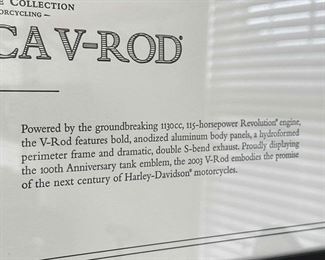 COLLECTION
CA V-ROD®
Powered by the groundbreaking 1130cc, 115-horsepower Revolution® engine,
the V-Rod features bold, anodized aluminum body panels, a hydroformed
perimeter frame and dramatic, double S-bend exhaust. Proudly displaying
the 100th Anniversary tank emblem, the 2003 V-Rod embodies the promise
of the next century of Harley-Davidson® motorcycles.